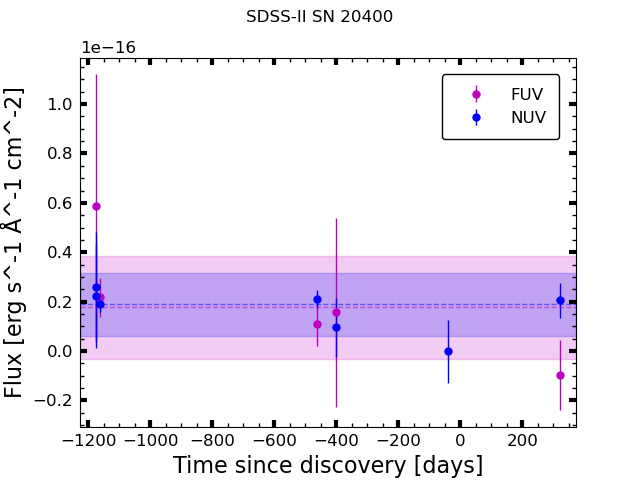 SDSS-II SN 20400
1e−16
Flux [erg s^-1 Å^-1 cm^-2]
1.0
0.8
0.6
0.4
0.2
0.0
−0.2
FUV
NUV
−1200 −1000 −800 −600 −400 −200 0 200
Time since discovery [days]